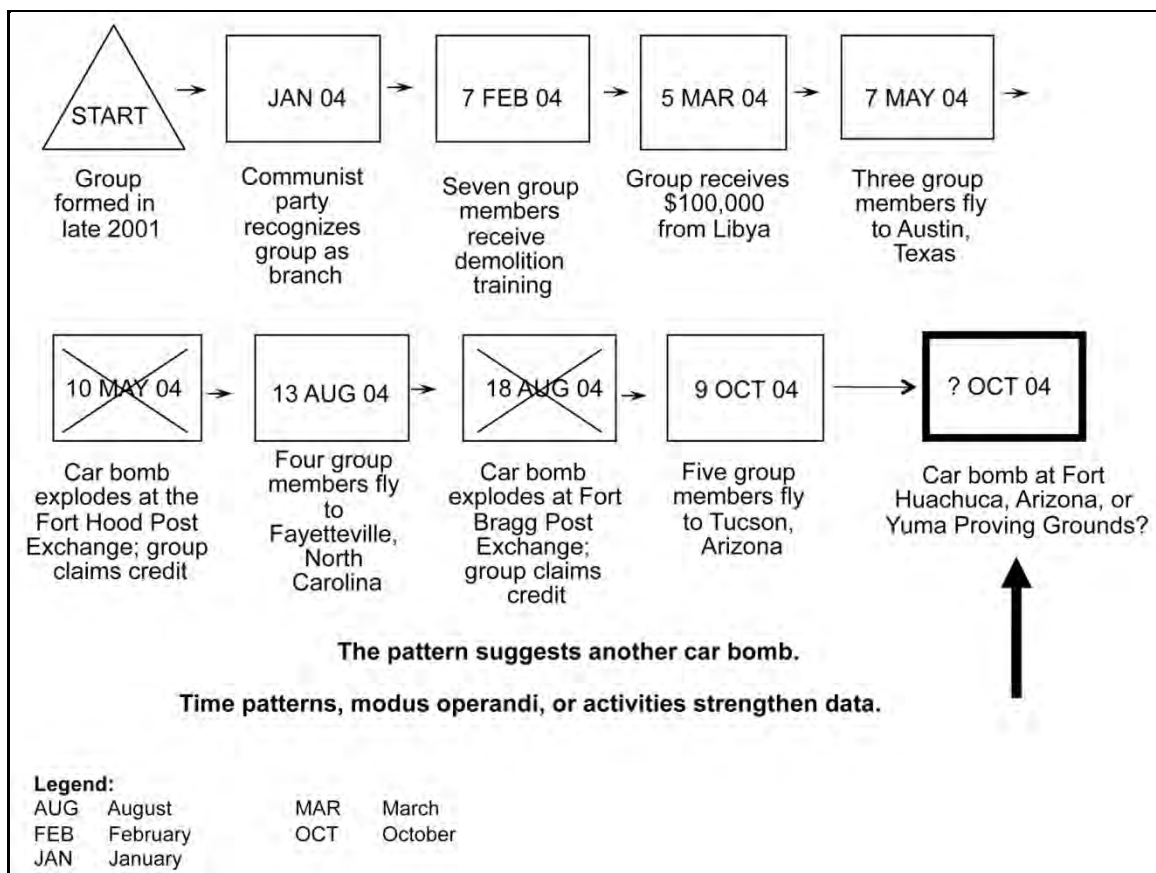 START
JAN 04
7 FEB 04
5 MAR 04
7 MAY 04
Group
formed in
late 2001
Communist
party
recognizes
group as
branch
Seven group
members
receive
demolition
training
Group receives
$100,000
from Libya
Three group
members fly
to Austin,
Texas
10 MAY 04
13 AUG 04
18 AUG 04
9 OCT 04
? OCT 04
Car bomb
explodes at the
Fort Hood Post
Exchange; group
claims credit
Four group
members fly
to
Fayetteville,
North
Carolina
Car bomb
explodes at Fort
Bragg Post
Exchange;
group claims
credit
Five group
members fly
to Tucson,
Arizona
Car bomb at Fort
Huachuca, Arizona, or
Yuma Proving Grounds?
The pattern suggests another car bomb.
Time patterns, modus operandi, or activities strengthen data.
Legend:
AUG August MAR March
FEB February OCT October
JAN January